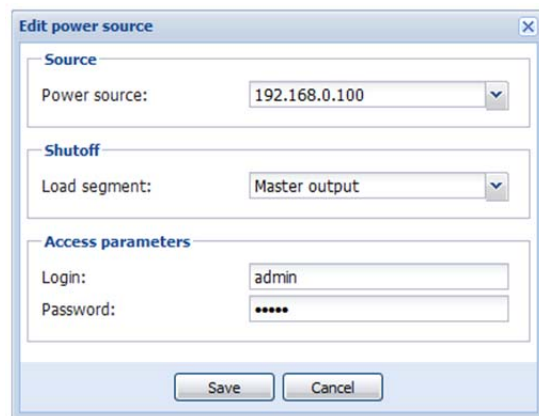 Edit power source
Source
Power source: 192.168.0.100
Shutoff
Load segment: Master output
Access parameters
Login: admin
Password: •••••
Save Cancel